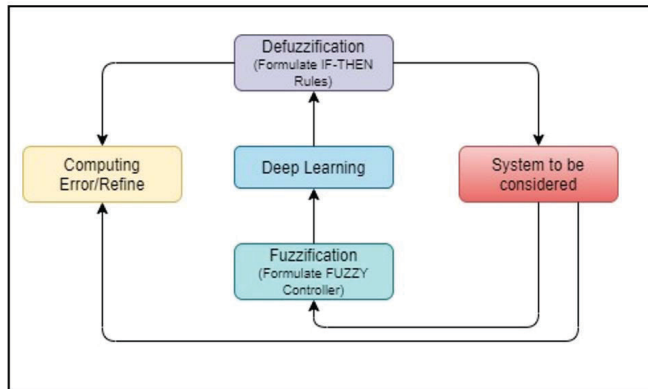 Defuzzification
(Formulate IF-THEN
Rules)
Computing
Error/Refine
Deep Learning
System to be
considered
Fuzzification
(Formulate FUZZY
Controller)